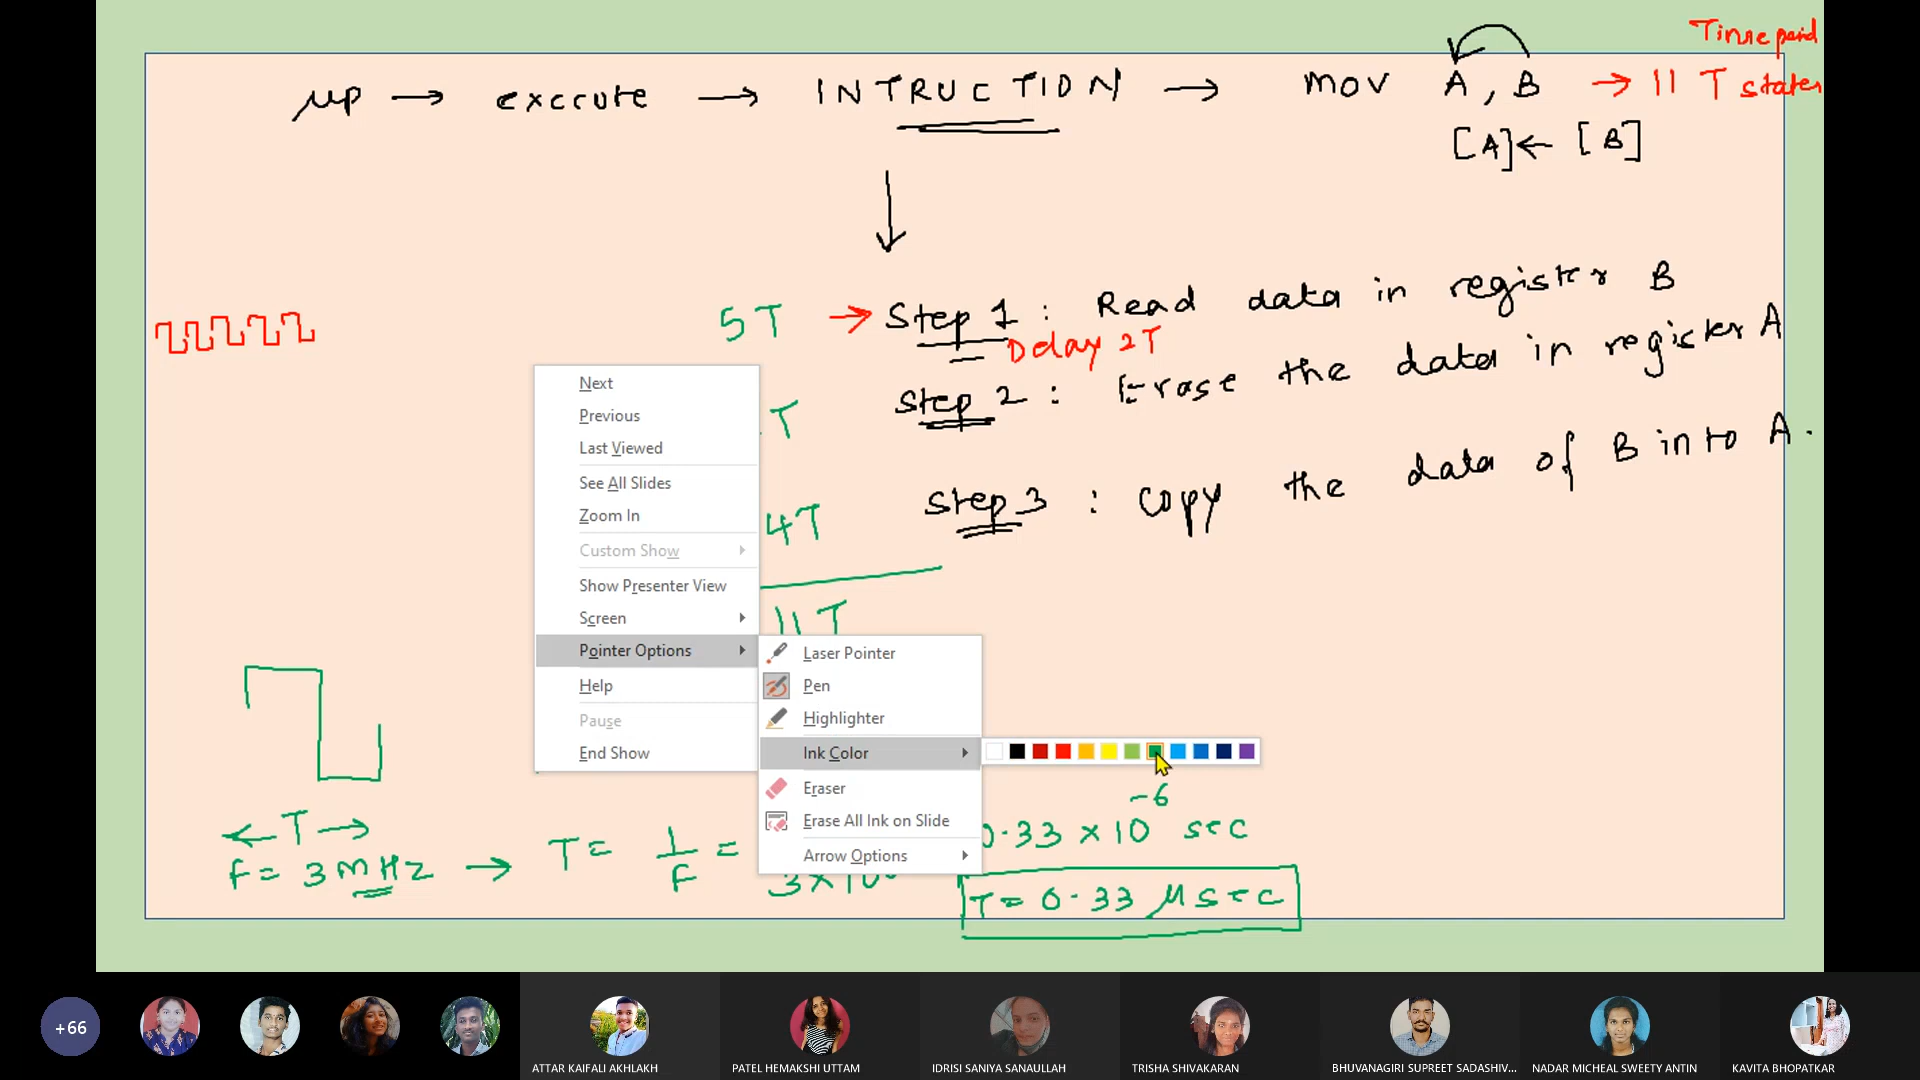 Time period
μp → execute → INTRUCTION → MOV A, B → 11 T states
[A] ← [B]
5T → Step 1 : Read data in register B
Delay 2T
T Step 2 : Erase the data in register A
4T Step 3 : Copy the data of B into A.
11 T
Next
Previous
Last Viewed
See All Slides
Zoom In
Custom Show
Show Presenter View
Screen
Pointer Options
Help
Pause
End Show
Laser Pointer
Pen
Highlighter
Ink Color
Eraser
Erase All Ink on Slide
Arrow Options
← T →
F = 3 MHz → T = 1/F = 0.33 × 10⁻⁶ sec
3 × 10
T = 0.33 μsec
+66
ATTAR KAIFALI AKHLAKH
PATEL HEMAKSHI UTTAM
IDRISI SANIYA SANAULLAH
TRISHA SHIVAKARAN
BHUVANAGIRI SUPREET SADASHIV...
NADAR MICHEAL SWEETY ANTIN
KAVITA BHOPATKAR